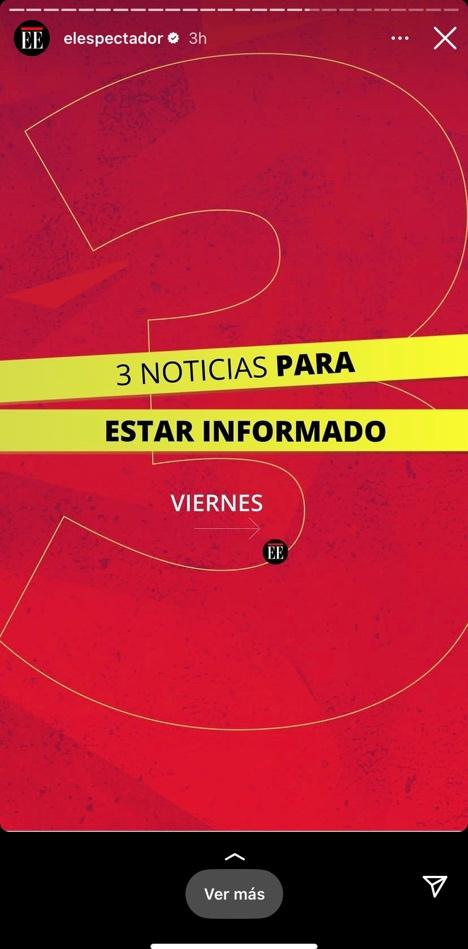 EE elespectador 3h
3 NOTICIAS PARA
ESTAR INFORMADO
VIERNES
EE
Ver más